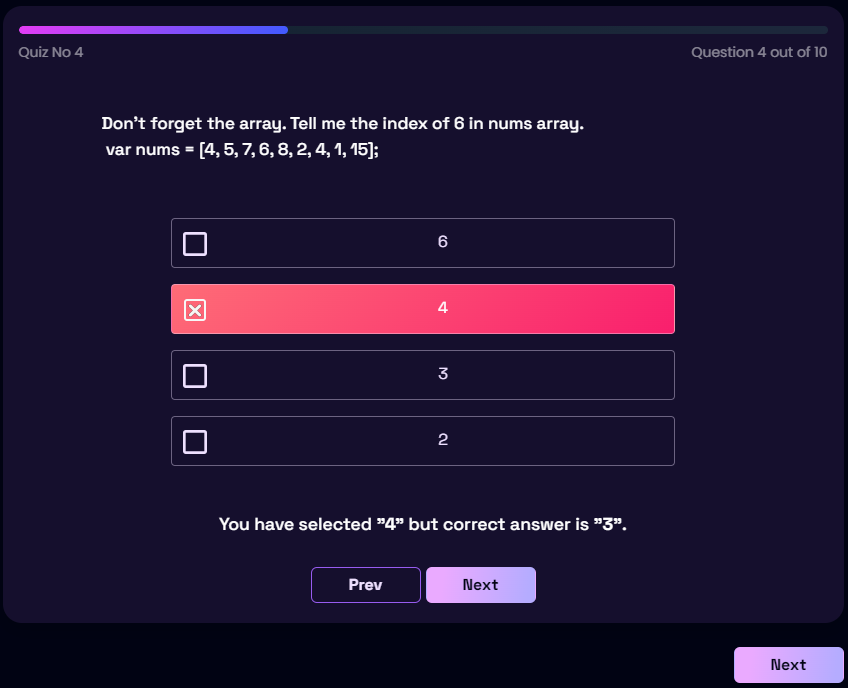 Quiz No 4
Question 4 out of 10
Don't forget the array. Tell me the index of 6 in nums array.
var nums = [4, 5, 7, 6, 8, 2, 4, 1, 15];
6
4
3
2
You have selected ”4” but correct answer is ”3”.
Prev
Next
Next